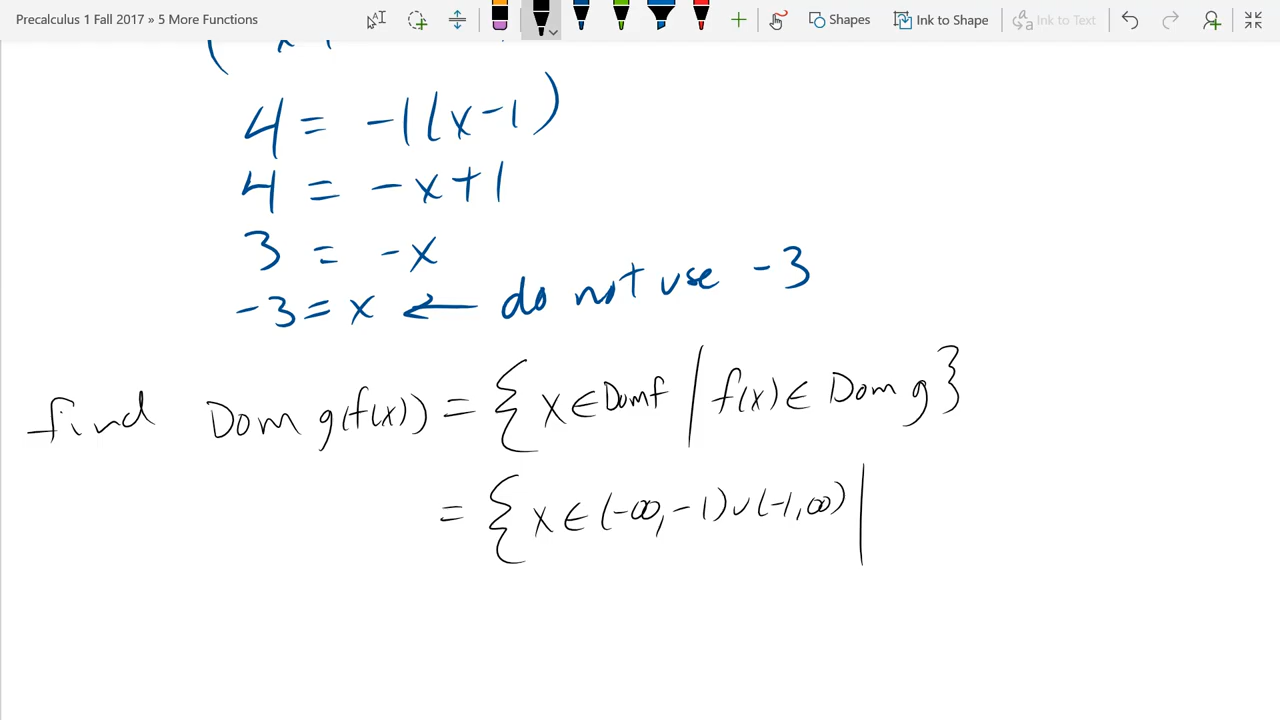 Precalculus 1 Fall 2017 » 5 More Functions
Shapes
Ink to Shape
Ink to Text
4 = -1(x-1)
4 = -x+1
3 = -x
-3 = x ← do not use -3
find Dom g(f(x)) = { x ∈ Dom f | f(x) ∈ Dom g }
= { x ∈ (-∞, -1) ∪ (-1, ∞) |